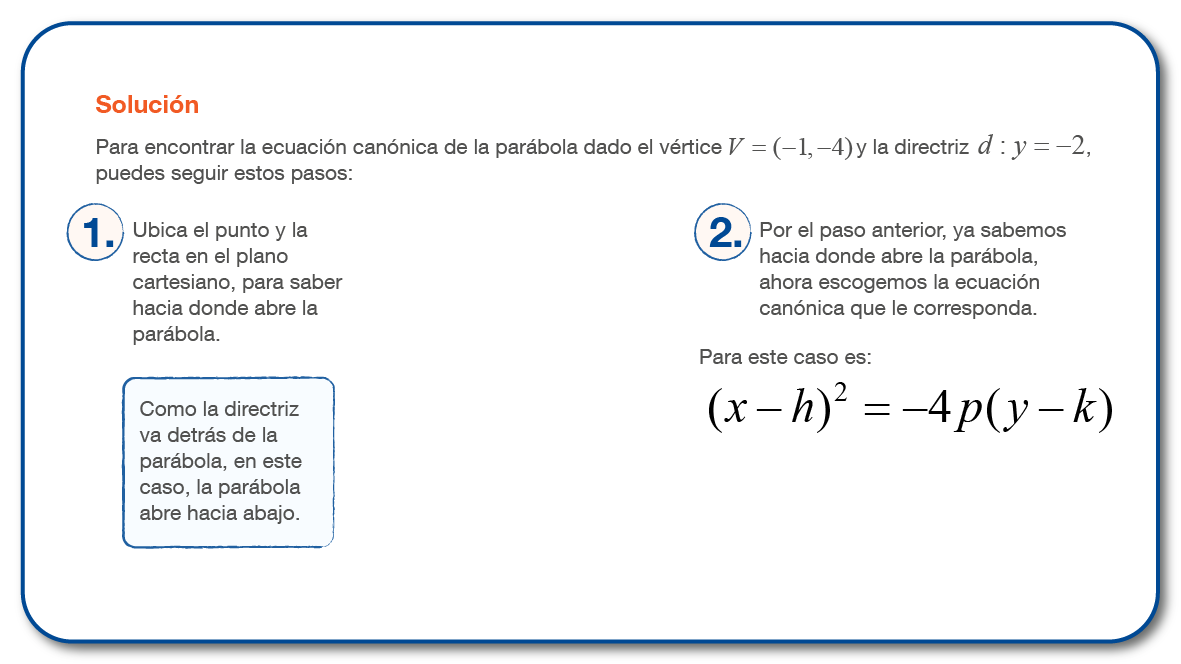 Solución
Para encontrar la ecuación canónica de la parábola dado el vértice V = (−1,−4) y la directriz d : y = −2,
puedes seguir estos pasos:
1.
Ubica el punto y la
recta en el plano
cartesiano, para saber
hacia donde abre la
parábola.
Como la directriz
va detrás de la
parábola, en este
caso, la parábola
abre hacia abajo.
2.
Por el paso anterior, ya sabemos
hacia donde abre la parábola,
ahora escogemos la ecuación
canónica que le corresponda.
Para este caso es:
(x − h)² = −4p(y − k)